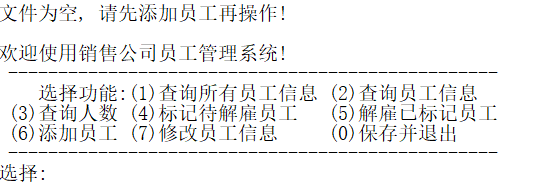 文件为空, 请先添加员工再操作!
欢迎使用销售公司员工管理系统!
--------------------------------------------------
选择功能:(1)查询所有员工信息 (2)查询员工信息
(3)查询人数 (4)标记待解雇员工 (5)解雇已标记员工
(6)添加员工 (7)修改员工信息 (0)保存并退出
--------------------------------------------------
选择: